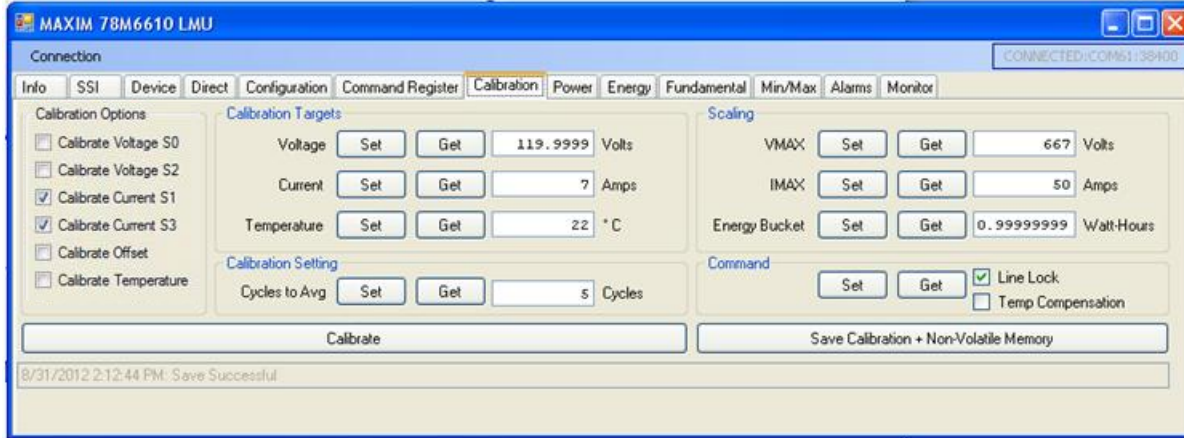 MAXIM 78M6610 LMU
Connection
CONNECTED:COM61:38400
Info SSI Device Direct Configuration Command Register Calibration Power Energy Fundamental Min/Max Alarms Monitor
Calibration Options
Calibrate Voltage S0
Calibrate Voltage S2
Calibrate Current S1
Calibrate Current S3
Calibrate Offset
Calibrate Temperature
Calibration Targets
Voltage Set Get 119.9999 Volts
Current Set Get 7 Amps
Temperature Set Get 22 °C
Calibration Setting
Cycles to Avg Set Get 5 Cycles
Scaling
VMAX Set Get 667 Volts
IMAX Set Get 50 Amps
Energy Bucket Set Get 0.99999999 Watt-Hours
Command
Set Get Line Lock
Temp Compensation
Calibrate
Save Calibration + Non-Volatile Memory
8/31/2012 2:12:44 PM: Save Successful